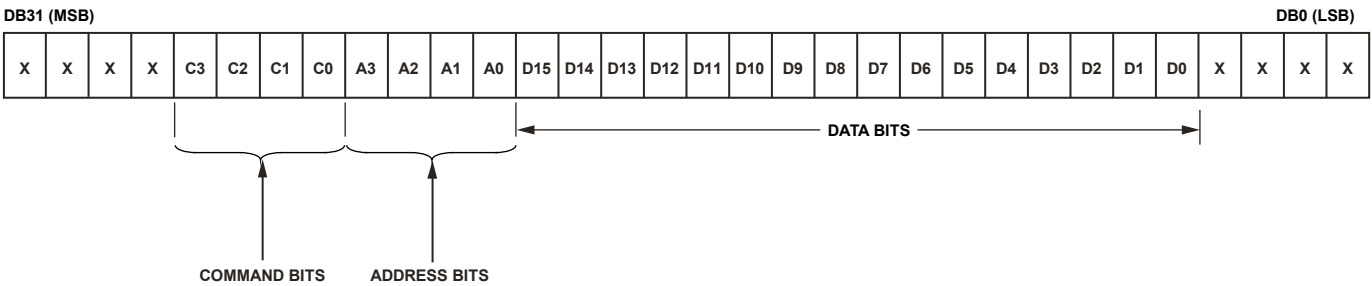 DB31 (MSB) DB0 (LSB)
X X X X C3 C2 C1 C0 A3 A2 A1 A0 D15 D14 D13 D12 D11 D10 D9 D8 D7 D6 D5 D4 D3 D2 D1 D0 X X X X
DATA BITS
COMMAND BITS ADDRESS BITS